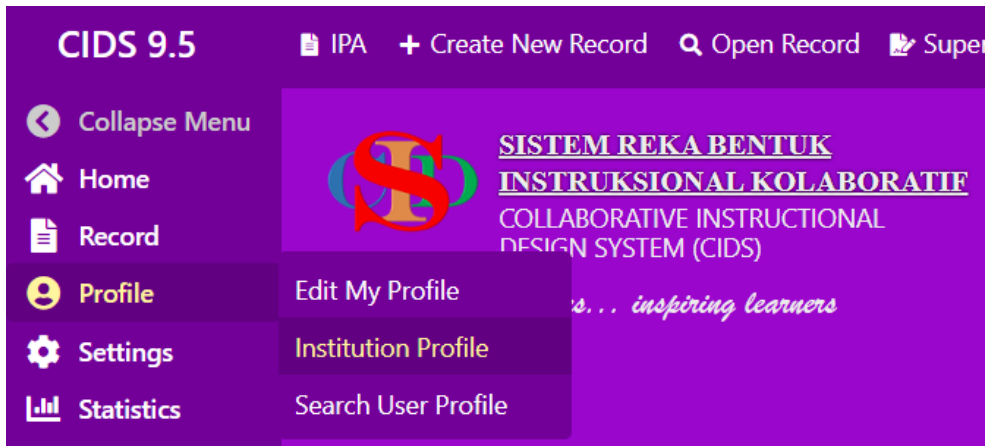 CIDS 9.5
IPA
Create New Record
Open Record
Super
Collapse Menu
Home
Record
Profile
Settings
Statistics
SISTEM REKA BENTUK
INSTRUKSIONAL KOLABORATIF
COLLABORATIVE INSTRUCTIONAL
DESIGN SYSTEM (CIDS)
... inspiring learners
Edit My Profile
Institution Profile
Search User Profile